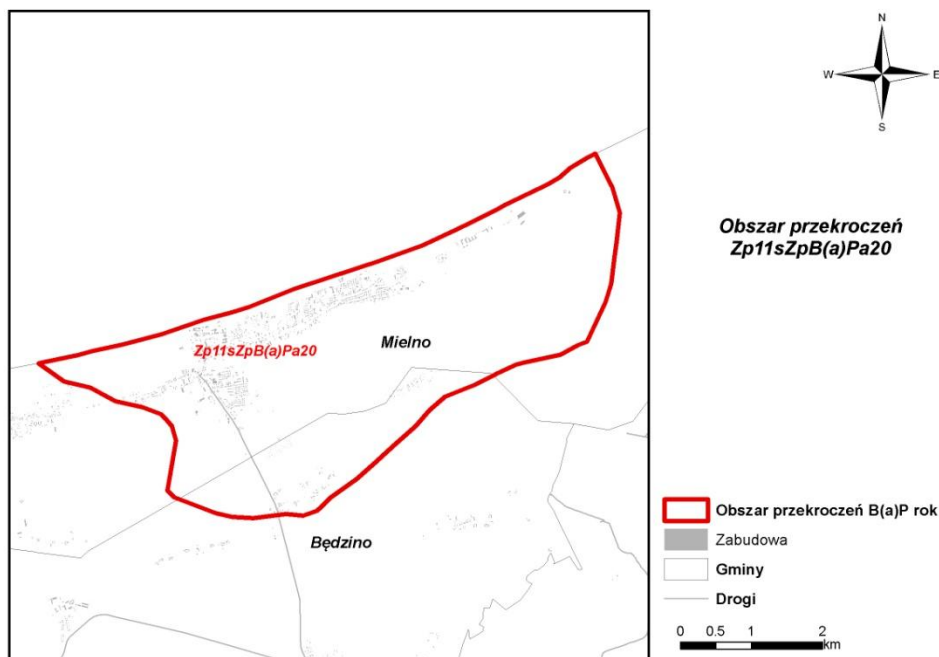 N
W E
S
Obszar przekroczeń
Zp11sZpB(a)Pa20
Zp11sZpB(a)Pa20
Mielno
Będzino
Obszar przekroczeń B(a)P rok
Zabudowa
Gminy
Drogi
0 0.5 1 2
km